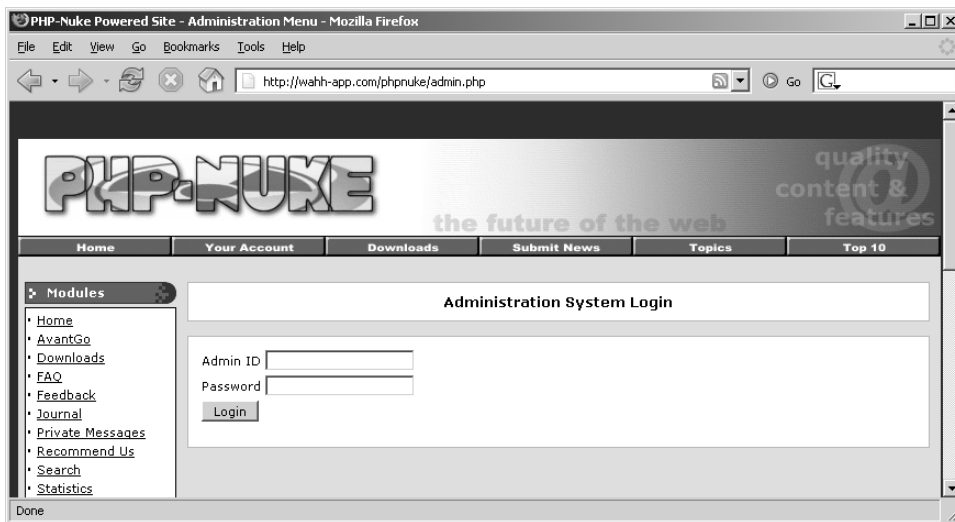 PHP-Nuke Powered Site - Administration Menu - Mozilla Firefox
File Edit View Go Bookmarks Tools Help
http://wahh-app.com/phpnuke/admin.php Go G
PHP-NUKE
quality
content &
features
@
the future of the web
Home Your Account Downloads Submit News Topics Top 10
Modules
Administration System Login
· Home
· AvantGo
· Downloads
· FAQ
· Feedback
· Journal
· Private Messages
· Recommend Us
· Search
· Statistics
Admin ID
Password
Login
Done